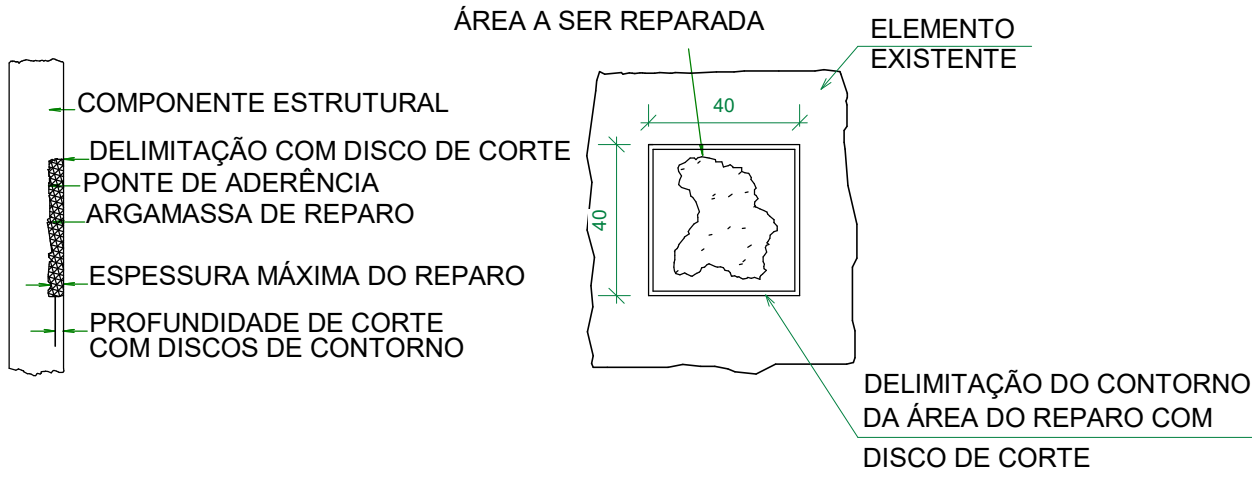 COMPONENTE ESTRUTURAL
DELIMITAÇÃO COM DISCO DE CORTE
PONTE DE ADERÊNCIA
ARGAMASSA DE REPARO
ESPESSURA MÁXIMA DO REPARO
PROFUNDIDADE DE CORTE
COM DISCOS DE CONTORNO
ÁREA A SER REPARADA
ELEMENTO
EXISTENTE
40
40
DELIMITAÇÃO DO CONTORNO
DA ÁREA DO REPARO COM
DISCO DE CORTE